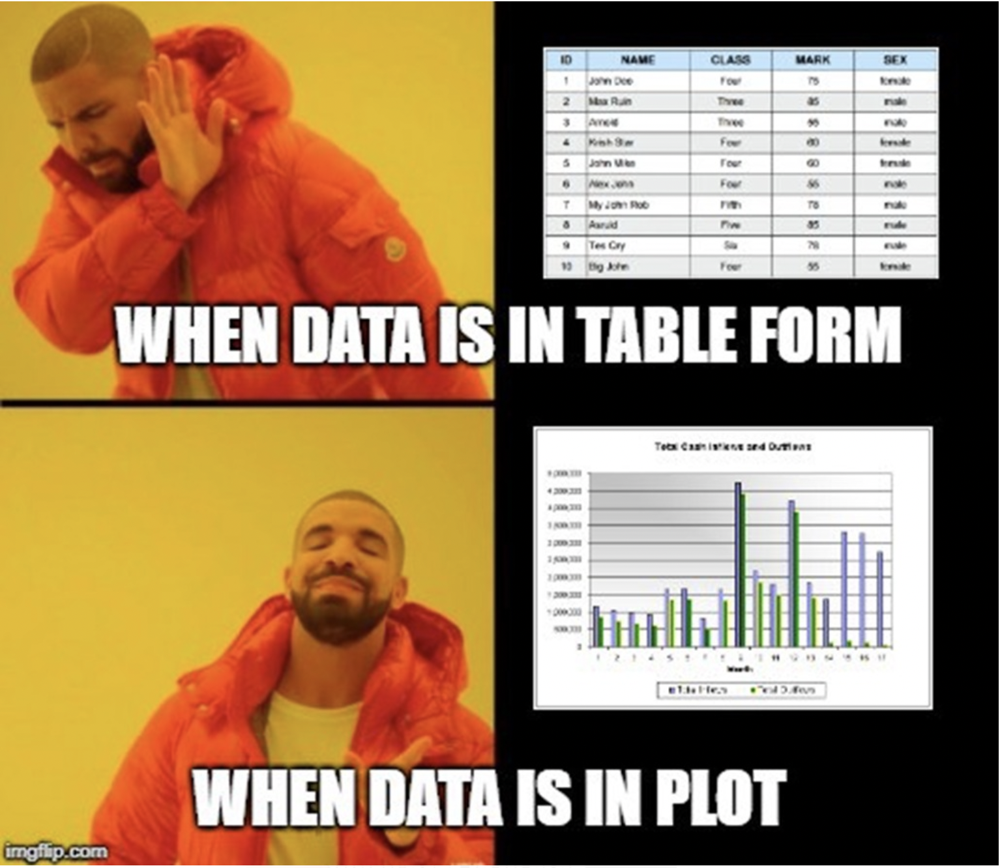 ID NAME CLASS MARK SEX
1 John Deo Four 75 female
2 Max Ruin Three 85 male
3 Arnold Three 55 male
4 Krish Star Four 60 female
5 John Mike Four 60 female
6 Alex John Four 55 male
7 My John Rob Fifth 78 male
8 Asruid Five 85 male
9 Tes Qry Six 78 male
10 Big John Four 55 female
WHEN DATA IS IN TABLE FORM
Total Cash Inflows and Outflows
500,000
0
1 2 3 4 5 6 7 8 9 10 11 12 13 14 15 16 17
Month
Total Inflows Total Outflows
WHEN DATA IS IN PLOT
imgflip.com